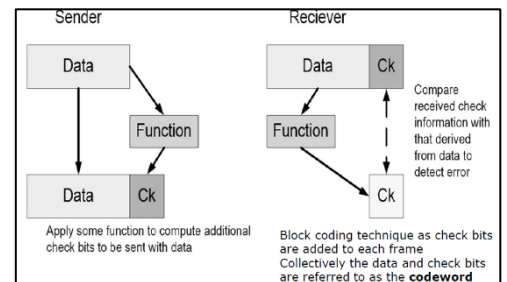 Sender
Data
Function
Data Ck
Apply some function to compute additional
check bits to be sent with data
Reciever
Data Ck
Function
Compare
received check
information with
that derived
from data to
detect error
Ck
Block coding technique as check bits
are added to each frame
Collectively the data and check bits
are referred to as the codeword